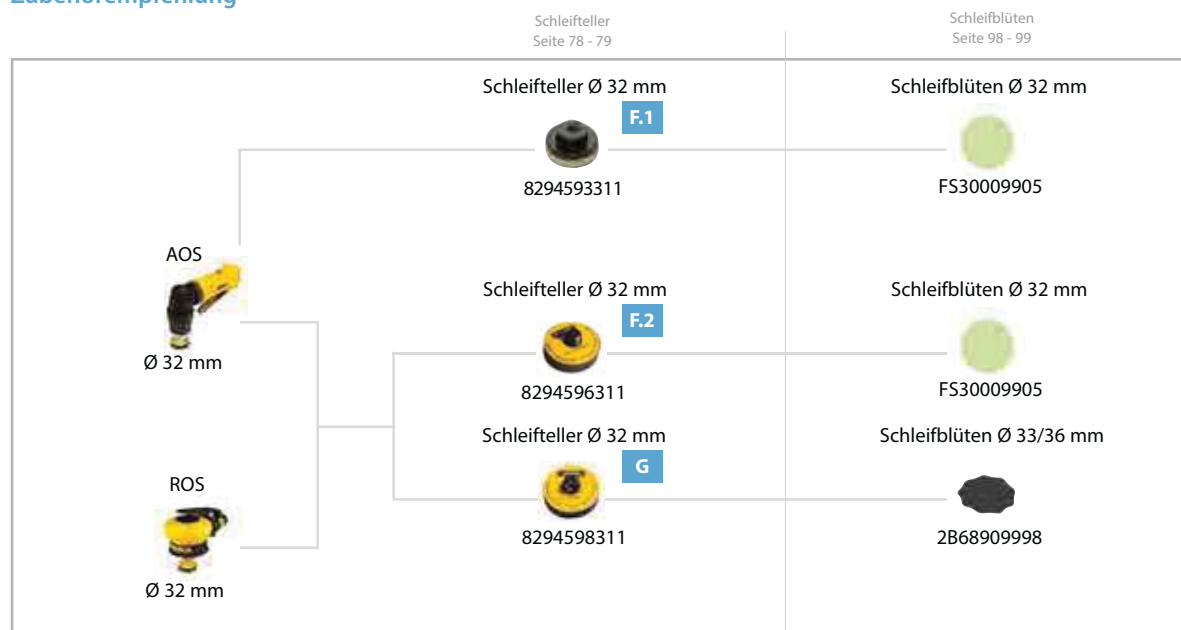 Zubehörempfehlung
Schleifteller
Seite 78 - 79
Schleifblüten
Seite 98 - 99
Schleifteller Ø 32 mm
F.1
8294593311
Schleifblüten Ø 32 mm
FS30009905
AOS
Ø 32 mm
Schleifteller Ø 32 mm
F.2
8294596311
Schleifblüten Ø 32 mm
FS30009905
Schleifteller Ø 32 mm
G
8294598311
Schleifblüten Ø 33/36 mm
2B68909998
ROS
Ø 32 mm